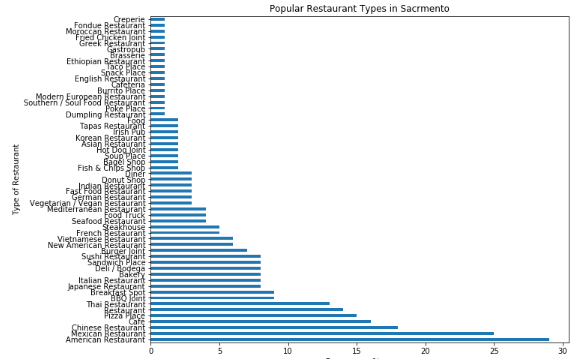 Popular Restaurant Types in Sacrmento
Type of Restaurant
Creperie
Fondue Restaurant
Moroccan Restaurant
Fried Chicken Joint
Greek Restaurant
Gastropub
Brasserie
Ethiopian Restaurant
Taco Place
Snack Place
English Restaurant
Cafeteria
Burrito Place
Modern European Restaurant
Southern / Soul Food Restaurant
Poke Place
Dumpling Restaurant
Food
Tapas Restaurant
Irish Pub
Korean Restaurant
Asian Restaurant
Hot Dog Joint
Soup Place
Bagel Shop
Fish & Chips Shop
Diner
Donut Shop
Indian Restaurant
Fast Food Restaurant
German Restaurant
Vegetarian / Vegan Restaurant
Mediterranean Restaurant
Food Truck
Seafood Restaurant
Steakhouse
French Restaurant
Vietnamese Restaurant
New American Restaurant
Burger Joint
Sushi Restaurant
Sandwich Place
Deli / Bodega
Bakery
Italian Restaurant
Japanese Restaurant
Breakfast Spot
BBQ Joint
Thai Restaurant
Restaurant
Pizza Place
Café
Chinese Restaurant
Mexican Restaurant
American Restaurant
0 5 10 15 20 25 30